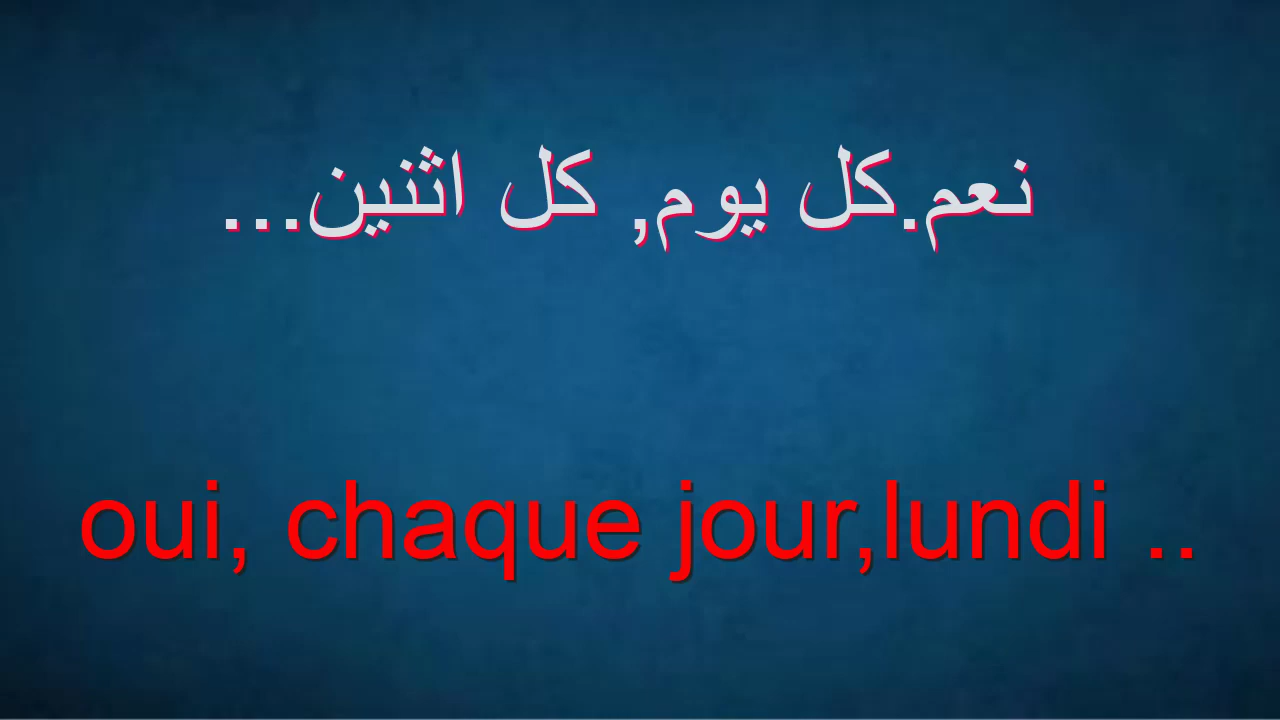 نعم.كل يوم, كل اثنين...
oui, chaque jour,lundi ..